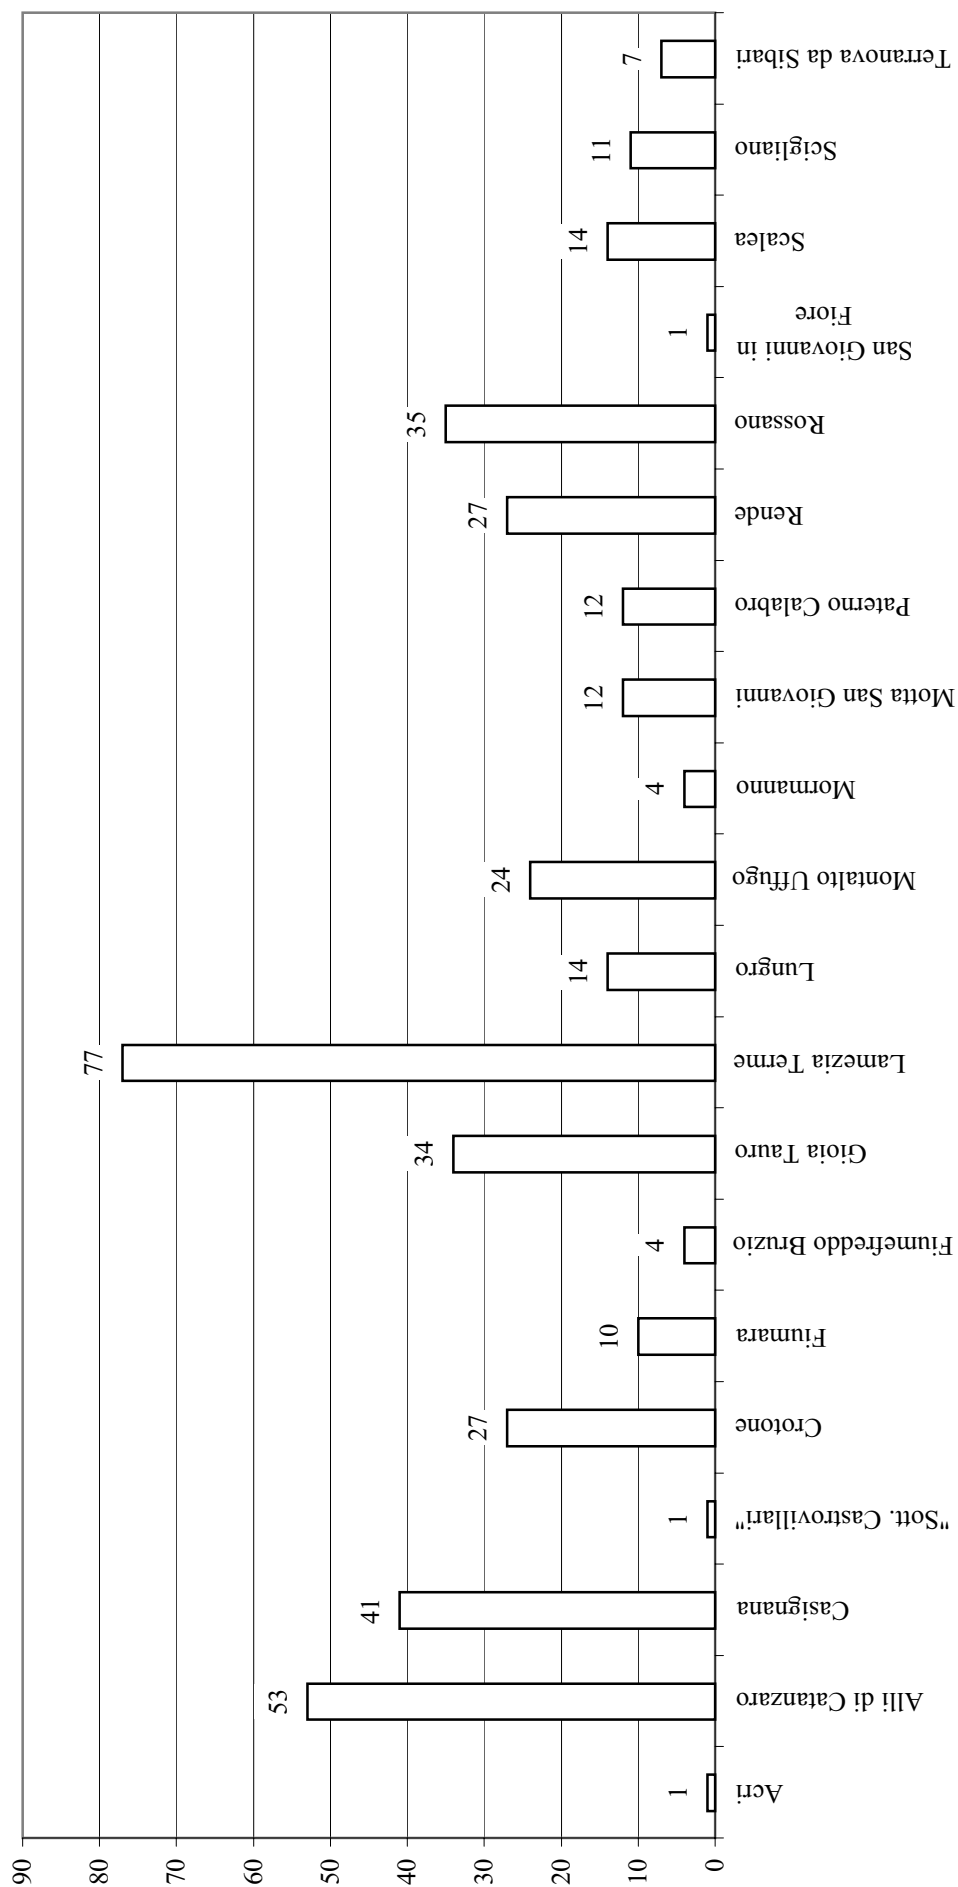 90
80
70
60
50
40
30
20
10
0
1
53
41
1
27
10
4
34
77
14
24
4
12
12
27
35
1
14
11
7
Acri
Alli di Catanzaro
Casignana
"Sott. Castrovillari"
Crotone
Fiumara
Fiumefreddo Bruzio
Gioia Tauro
Lamezia Terme
Lungro
Montalto Uffugo
Mormanno
Motta San Giovanni
Paterno Calabro
Rende
Rossano
San Giovanni in
Fiore
Scalea
Scigliano
Terranova da Sibari